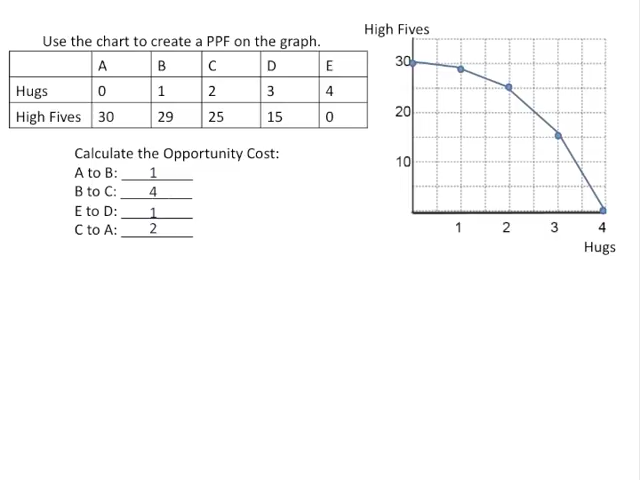 High Fives
Use the chart to create a PPF on the graph.
A B C D E
Hugs 0 1 2 3 4
High Fives 30 29 25 15 0
Calculate the Opportunity Cost:
A to B: 1
B to C: 4
E to D: 1
C to A: 2
30
20
10
1 2 3 4
Hugs